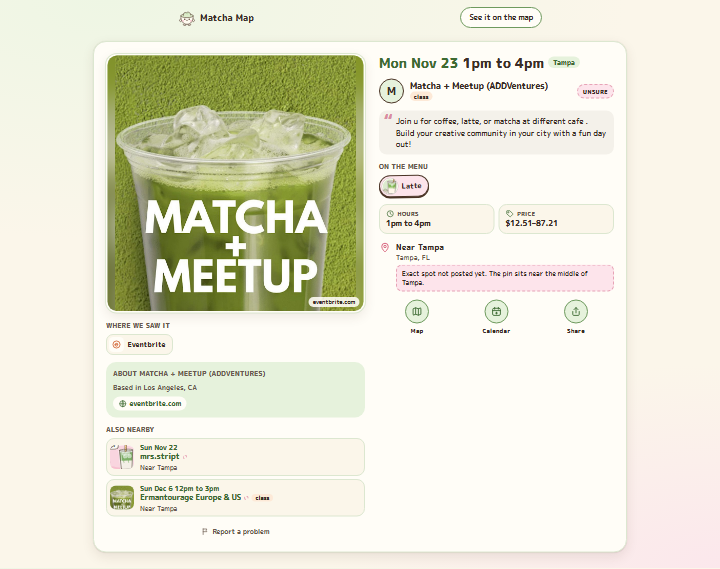 Matcha Map
See it on the map
MATCHA
+
MEETUP
eventbrite.com
WHERE WE SAW IT
Eventbrite
ABOUT MATCHA + MEETUP (ADDVENTURES)
Based in Los Angeles, CA
eventbrite.com
ALSO NEARBY
Sun Nov 22
mrs.stript
Near Tampa
Sun Dec 6 12pm to 3pm
Ermantourage Europe & US class
Near Tampa
Report a problem
Mon Nov 23 1pm to 4pm Tampa
M
Matcha + Meetup (ADDVentures)
class
UNSURE
Join u for coffee, latte, or matcha at different cafe .
Build your creative community in your city with a fun day
out!
ON THE MENU
Latte
HOURS
1pm to 4pm
PRICE
$12.51–87.21
Near Tampa
Tampa, FL
Exact spot not posted yet. The pin sits near the middle of
Tampa.
Map
Calendar
Share